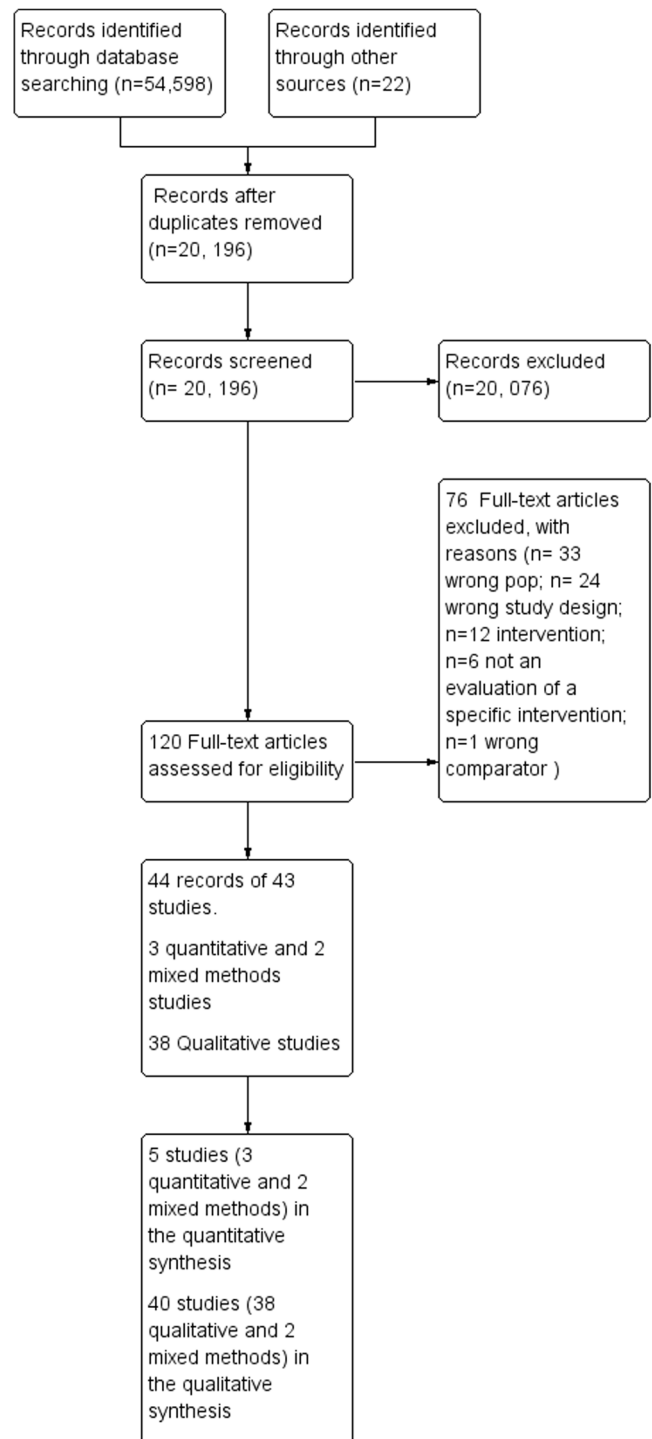 Records identified
through database
searching (n=54,598)
Records identified
through other
sources (n=22)
Records after
duplicates removed
(n=20, 196)
Records screened
(n= 20, 196)
Records excluded
(n=20, 076)
76  Full-text articles
excluded, with
reasons (n= 33
wrong pop; n= 24
wrong study design;
n=12 intervention;
n=6 not an
evaluation of a
specific intervention;
n=1 wrong
comparator )
120 Full-text articles
assessed for eligibility
44 records of 43
studies.
3 quantitative and 2
mixed methods
studies
38 Qualitative studies
5 studies (3
quantitative and 2
mixed methods) in
the quantitative
synthesis
40 studies (38
qualitative and 2
mixed methods) in
the qualitative
synthesis